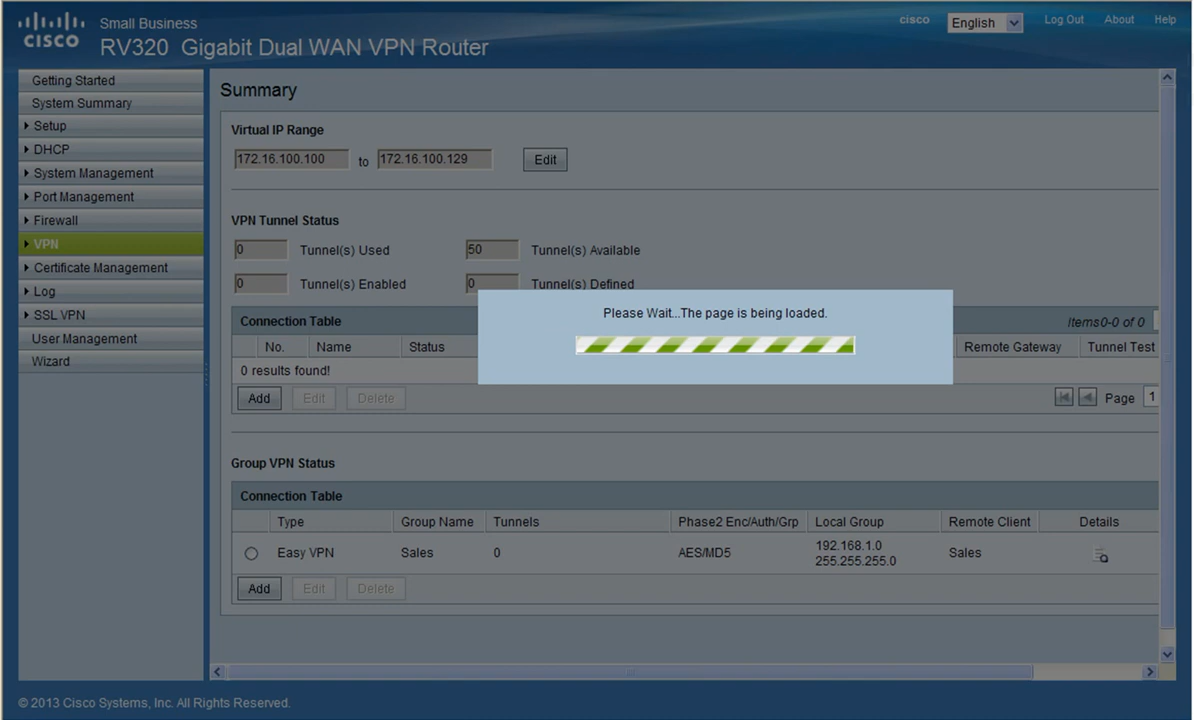 Small Business
cisco English Log Out About Help
CISCO RV320 Gigabit Dual WAN VPN Router
Getting Started
System Summary
Setup
DHCP
System Management
Port Management
Firewall
VPN
Certificate Management
Log
SSL VPN
User Management
Wizard
Summary
Virtual IP Range
172.16.100.100 to 172.16.100.129 Edit
VPN Tunnel Status
0 Tunnel(s) Used 50 Tunnel(s) Available
0 Tunnel(s) Enabled 0 Tunnel(s) Defined
Please Wait...The page is being loaded.
Connection Table Items0-0 of 0
No. Name Status Remote Gateway Tunnel Test
0 results found!
Add Edit Delete Page 1
Group VPN Status
Connection Table
Type Group Name Tunnels Phase2 Enc/Auth/Grp Local Group Remote Client Details
Easy VPN Sales 0 AES/MD5 192.168.1.0 Sales
255.255.255.0
Add Edit Delete
© 2013 Cisco Systems, Inc. All Rights Reserved.